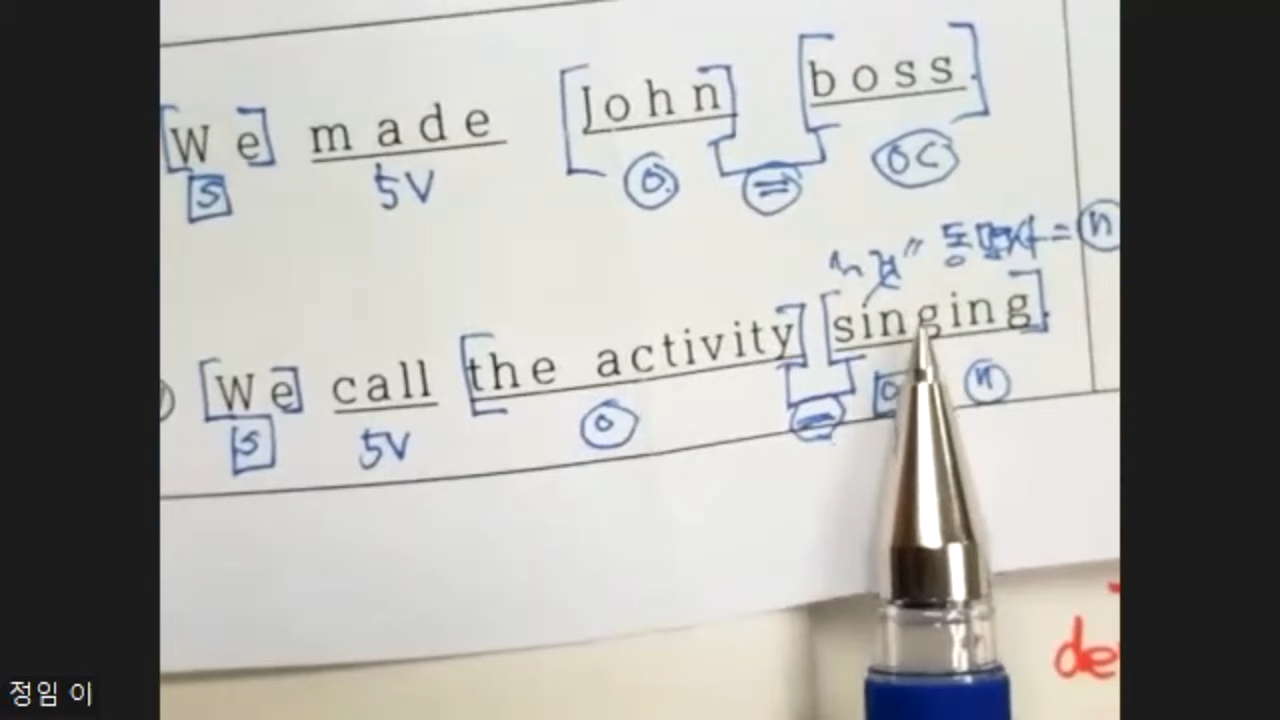 [We] made [John] [boss]
S 5V O = OC
"것" 동명사 = n
[We] call [the activity] [singing]
S 5V O = O n
de
정임 이